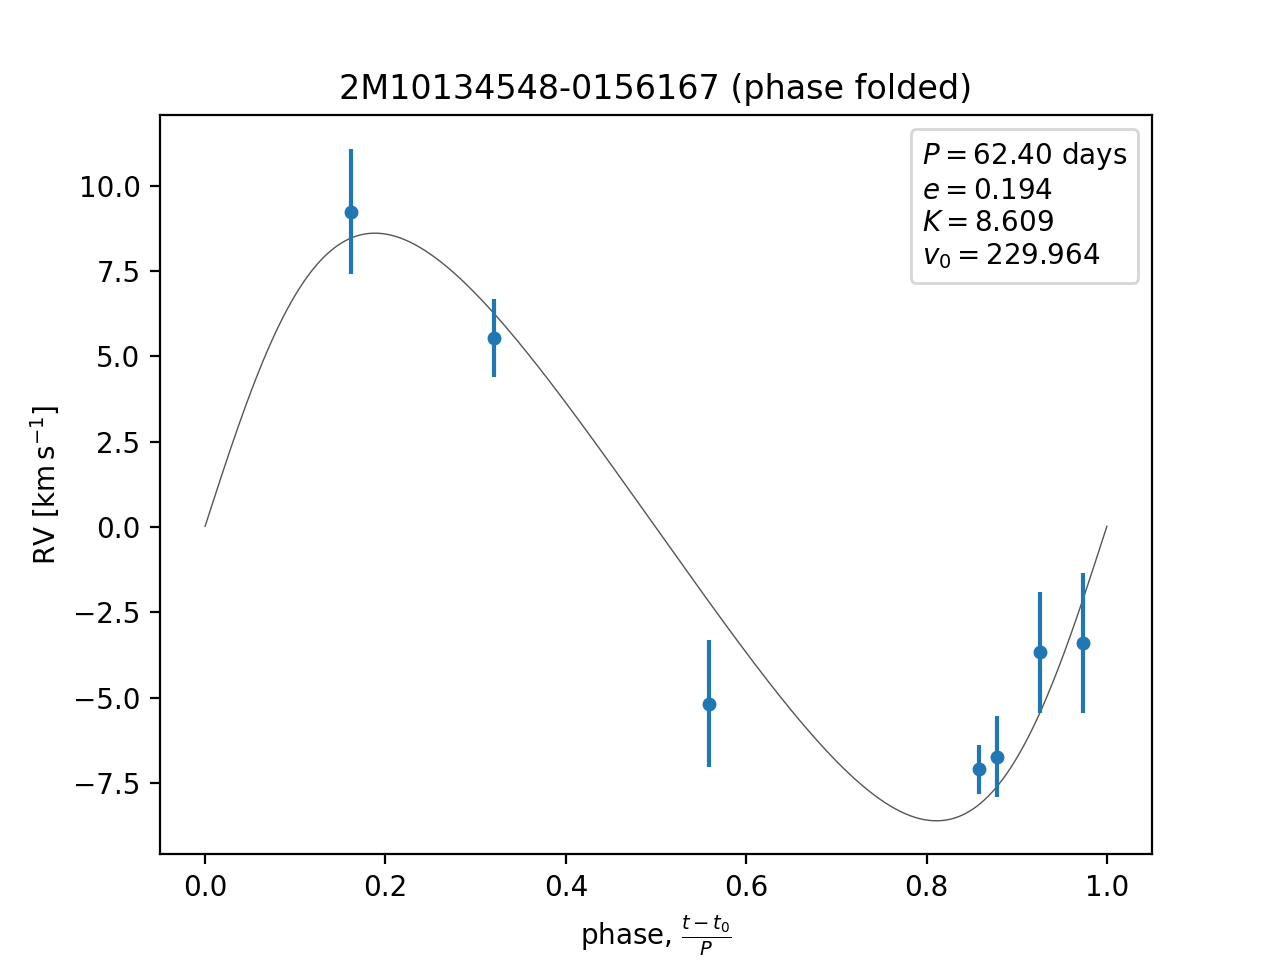 2M10134548-0156167 (phase folded)
P = 62.40 days
e = 0.194
K = 8.609
v₀ = 229.964
10.0
7.5
5.0
2.5
0.0
−2.5
−5.0
−7.5
RV [km s⁻¹]
0.0 0.2 0.4 0.6 0.8 1.0
phase, (t − t₀)/P